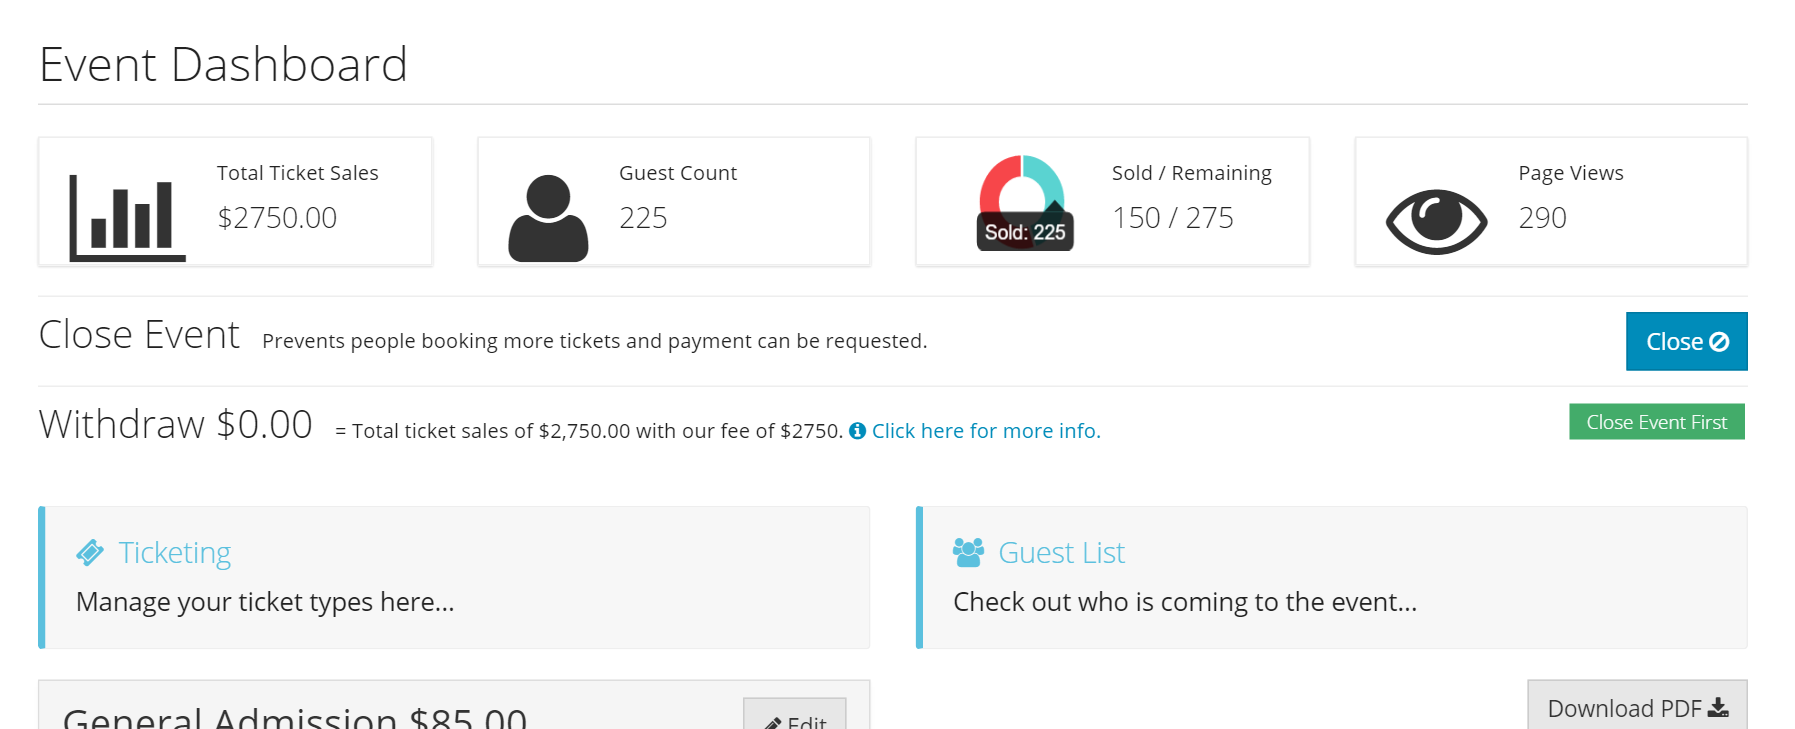 Event Dashboard
Total Ticket Sales
$2750.00
Guest Count
225
Sold: 225
Sold / Remaining
150 / 275
Page Views
290
Close Event Prevents people booking more tickets and payment can be requested.
Close
Withdraw $0.00 = Total ticket sales of $2,750.00 with our fee of $2750. Click here for more info.
Close Event First
Ticketing
Manage your ticket types here...
Guest List
Check out who is coming to the event...
General Admission $85.00
Edit
Download PDF